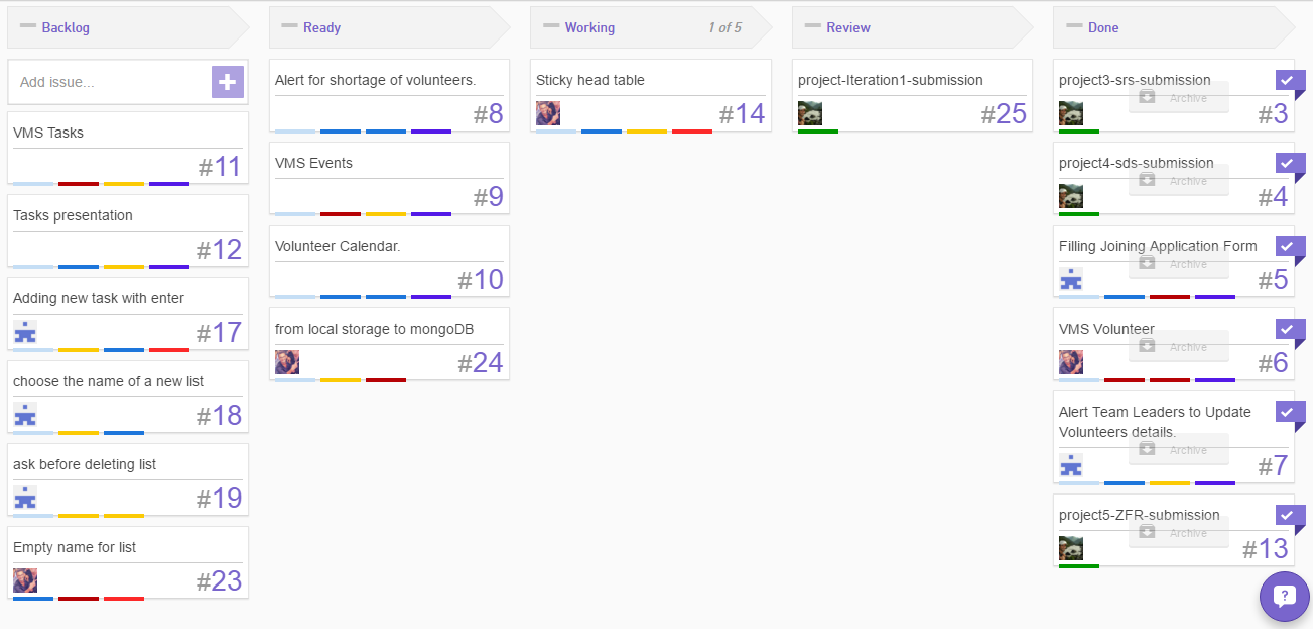 Backlog
Add issue...
VMS Tasks
#11
Tasks presentation
#12
Adding new task with enter
#17
choose the name of a new list
#18
ask before deleting list
#19
Empty name for list
#23
Ready
Alert for shortage of volunteers.
#8
VMS Events
#9
Volunteer Calendar.
#10
from local storage to mongoDB
#24
Working 1 of 5
Sticky head table
#14
Review
project-Iteration1-submission
#25
Done
project3-srs-submission
Archive
#3
project4-sds-submission
Archive
#4
Filling Joining Application Form
Archive
#5
VMS Volunteer
Archive
#6
Alert Team Leaders to Update
Volunteers details.
Archive
#7
project5-ZFR-submission
Archive
#13
?